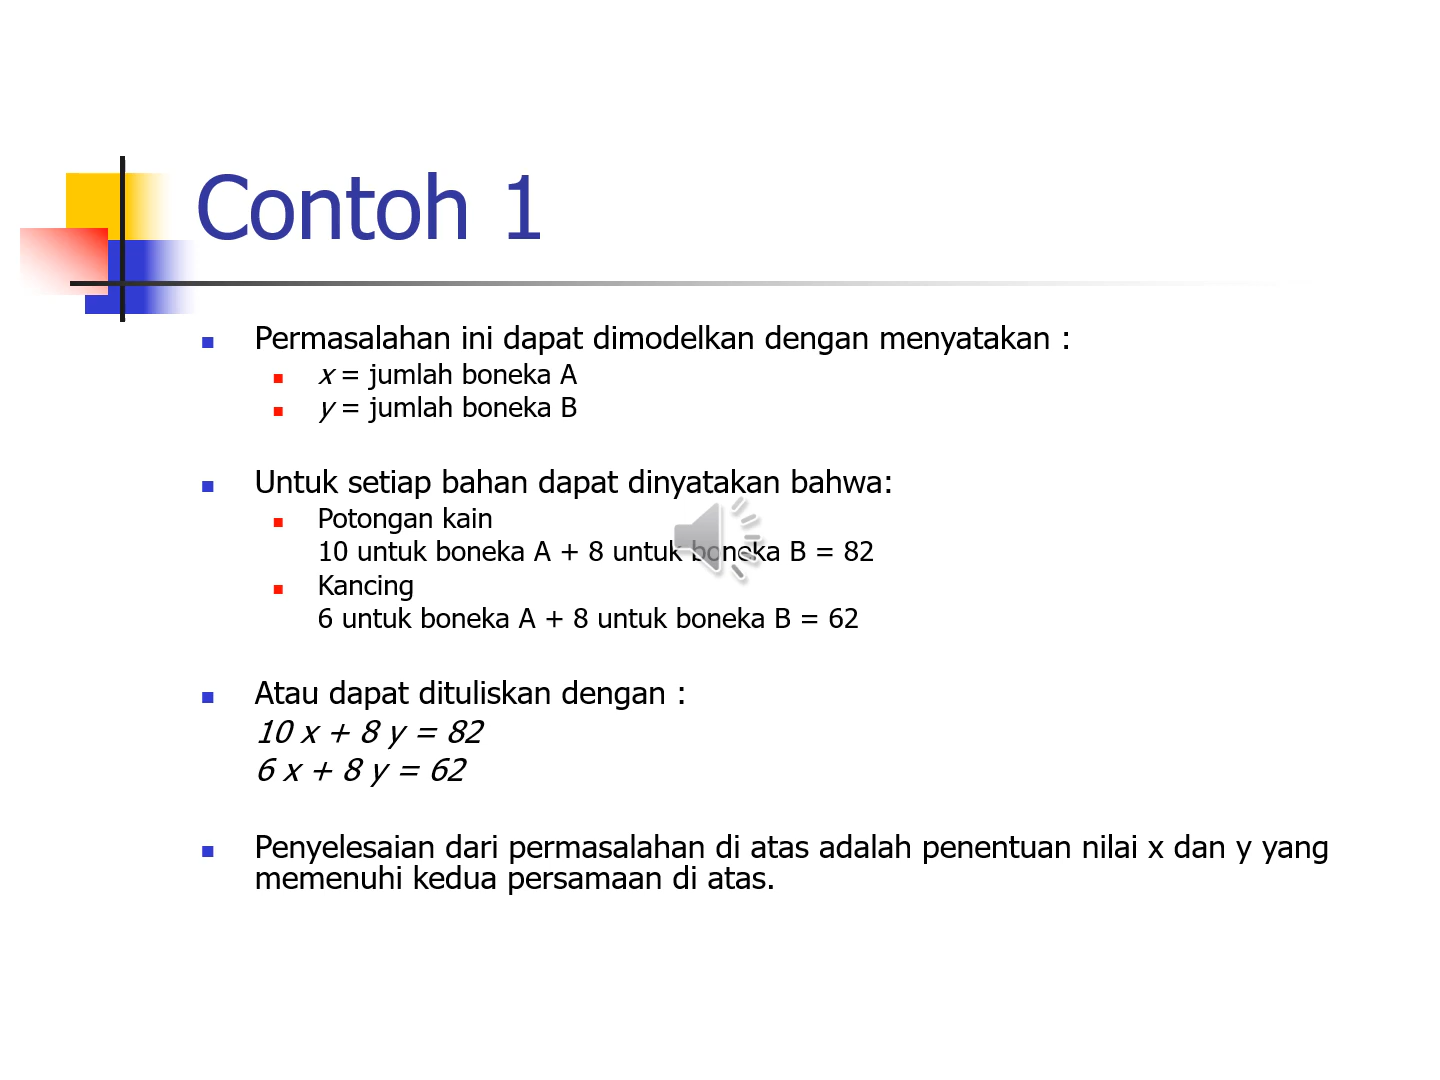 Contoh 1
Permasalahan ini dapat dimodelkan dengan menyatakan :
x = jumlah boneka A
y = jumlah boneka B
Untuk setiap bahan dapat dinyatakan bahwa:
Potongan kain
10 untuk boneka A + 8 untuk boneka B = 82
Kancing
6 untuk boneka A + 8 untuk boneka B = 62
Atau dapat dituliskan dengan :
10 x + 8 y = 82
6 x + 8 y = 62
Penyelesaian dari permasalahan di atas adalah penentuan nilai x dan y yang
memenuhi kedua persamaan di atas.